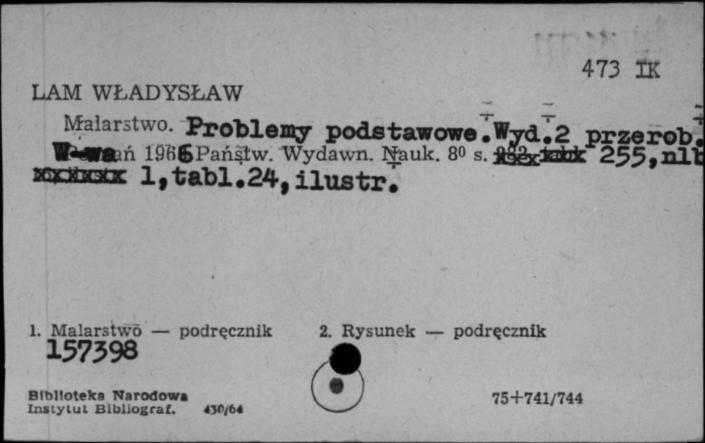 473 IK
LAM WŁADYSŁAW
Malarstwo. Problemy podstawowe. Wyd.2 przerob.
W-wa 1966 Państw. Wydawn. Nauk. 8⁰ s. 255, nlb
1, tabl.24, ilustr.
1. Malarstwo — podręcznik 2. Rysunek — podręcznik
157398
Biblioteka Narodowa
Instytut Bibliograf. 430/64 75+741/744